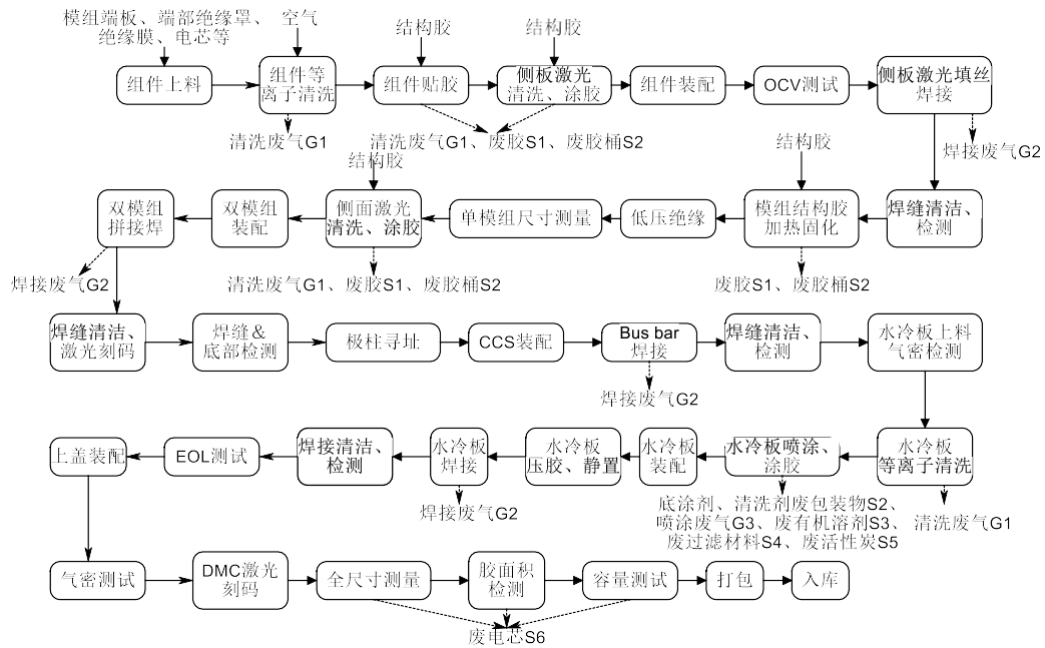 模组端板、端部绝缘罩、
绝缘膜、电芯等
空气
结构胶
结构胶
组件上料
组件等
离子清洗
组件贴胶
侧板激光
清洗、涂胶
组件装配
OCV测试
侧板激光填丝
焊接
清洗废气G1
清洗废气G1、废胶S1、废胶桶S2
焊接废气G2
结构胶
结构胶
双模组
拼接焊
双模组
装配
侧面激光
清洗、涂胶
单模组尺寸测量
低压绝缘
模组结构胶
加热固化
焊缝清洁、
检测
焊接废气G2
清洗废气G1、废胶S1、废胶桶S2
废胶S1、废胶桶S2
焊缝清洁、
激光刻码
焊缝&
底部检测
极柱寻址
CCS装配
Bus bar
焊接
焊缝清洁、
检测
水冷板上料
气密检测
焊接废气G2
上盖装配
EOL测试
焊接清洁、
检测
水冷板
焊接
水冷板
压胶、静置
水冷板
装配
水冷板喷涂、
涂胶
水冷板
等离子清洗
焊接废气G2
底涂剂、清洗剂废包装物S2、
喷涂废气G3、废有机溶剂S3、
废过滤材料S4、废活性炭S5
清洗废气G1
气密测试
DMC激光
刻码
全尺寸测量
胶面积
检测
容量测试
打包
入库
废电芯S6